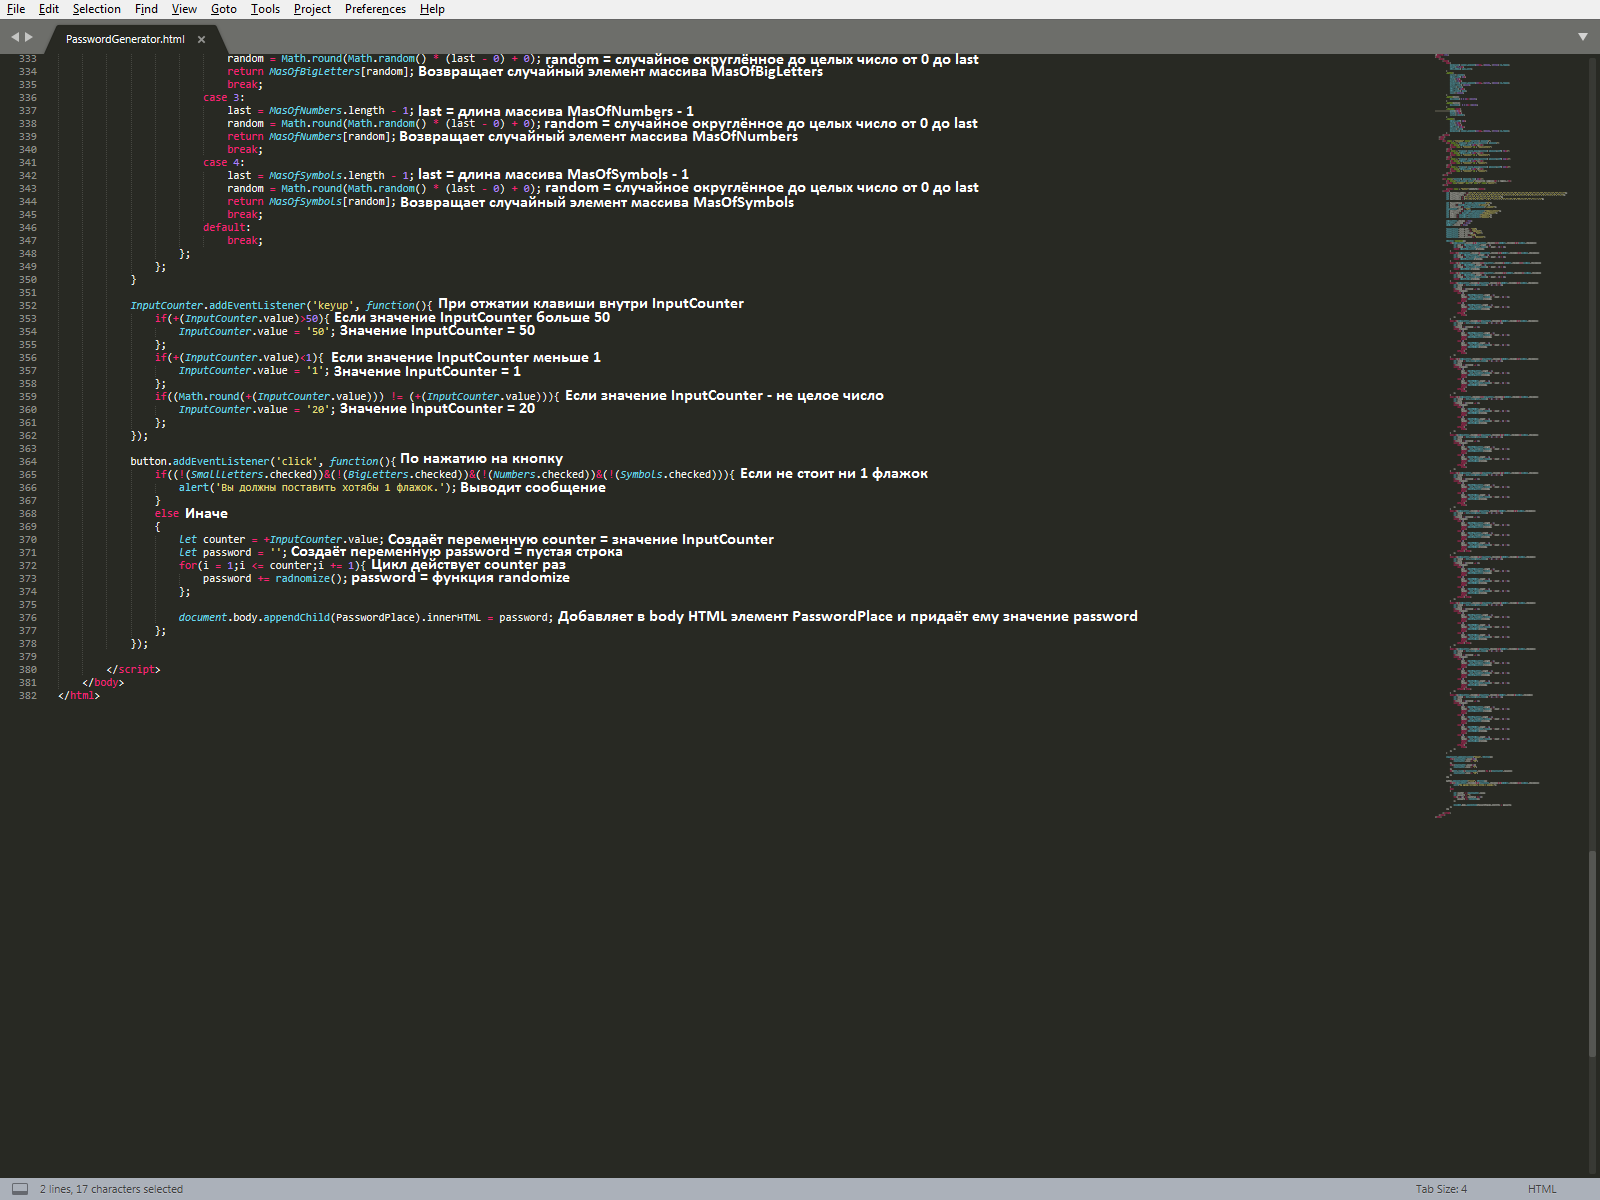 File Edit Selection Find View Goto Tools Project Preferences Help
PasswordGenerator.html ×
333 random = Math.round(Math.random() * (last - 0) + 0); random = случайное округлённое до целых число от 0 до last
334 return MasOfBigLetters[random]; Возвращает случайный элемент массива MasOfBigLetters
335 break;
336 case 3:
337 last = MasOfNumbers.length - 1; last = длина массива MasOfNumbers - 1
338 random = Math.round(Math.random() * (last - 0) + 0); random = случайное округлённое до целых число от 0 до last
339 return MasOfNumbers[random]; Возвращает случайный элемент массива MasOfNumbers
340 break;
341 case 4:
342 last = MasOfSymbols.length - 1; last = длина массива MasOfSymbols - 1
343 random = Math.round(Math.random() * (last - 0) + 0); random = случайное округлённое до целых число от 0 до last
344 return MasOfSymbols[random]; Возвращает случайный элемент массива MasOfSymbols
345 break;
346 default:
347 break;
348 };
349 };
350 }
351
352 InputCounter.addEventListener('keyup', function(){ При отжатии клавиши внутри InputCounter
353 if(+(InputCounter.value)>50){ Если значение InputCounter больше 50
354 InputCounter.value = '50'; Значение InputCounter = 50
355 };
356 if(+(InputCounter.value)<1){ Если значение InputCounter меньше 1
357 InputCounter.value = '1'; Значение InputCounter = 1
358 };
359 if((Math.round(+(InputCounter.value))) != (+(InputCounter.value))){ Если значение InputCounter - не целое число
360 InputCounter.value = '20'; Значение InputCounter = 20
361 };
362 });
363
364 button.addEventListener('click', function(){ По нажатию на кнопку
365 if((!(SmallLetters.checked))&(!(BigLetters.checked))&(!(Numbers.checked))&(!(Symbols.checked))){ Если не стоит ни 1 флажок
366 alert('Вы должны поставить хотябы 1 флажок.'); Выводит сообщение
367 }
368 else Иначе
369 {
370 let counter = +InputCounter.value; Создаёт переменную counter = значение InputCounter
371 let password = ''; Создаёт переменную password = пустая строка
372 for(i = 1;i <= counter;i += 1){ Цикл действует counter раз
373 password += radnomize(); password = функция randomize
374 };
375
376 document.body.appendChild(PasswordPlace).innerHTML = password; Добавляет в body HTML элемент PasswordPlace и придаёт ему значение password
377 };
378 });
379
380 </script>
381 </body>
382 </html>
2 lines, 17 characters selected Tab Size: 4 HTML